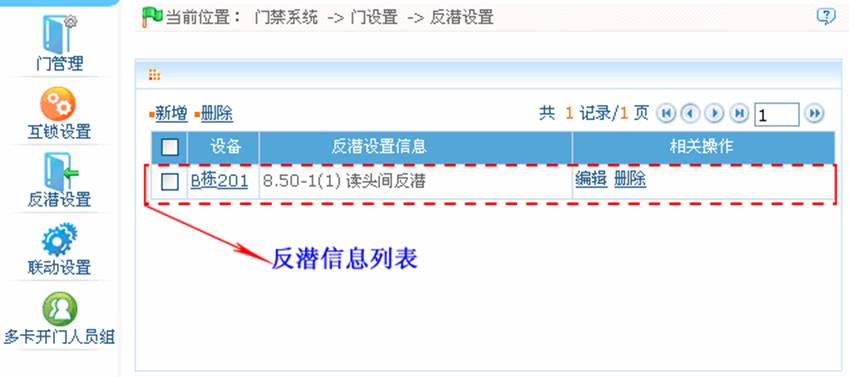 当前位置： 门禁系统 -> 门设置 -> 反潜设置
门管理
互锁设置
反潜设置
联动设置
多卡开门人员组
新增 删除
共 1 记录/1 页 1
设备 反潜设置信息 相关操作
B栋201 8.50-1(1) 读头间反潜 编辑 删除
反潜信息列表